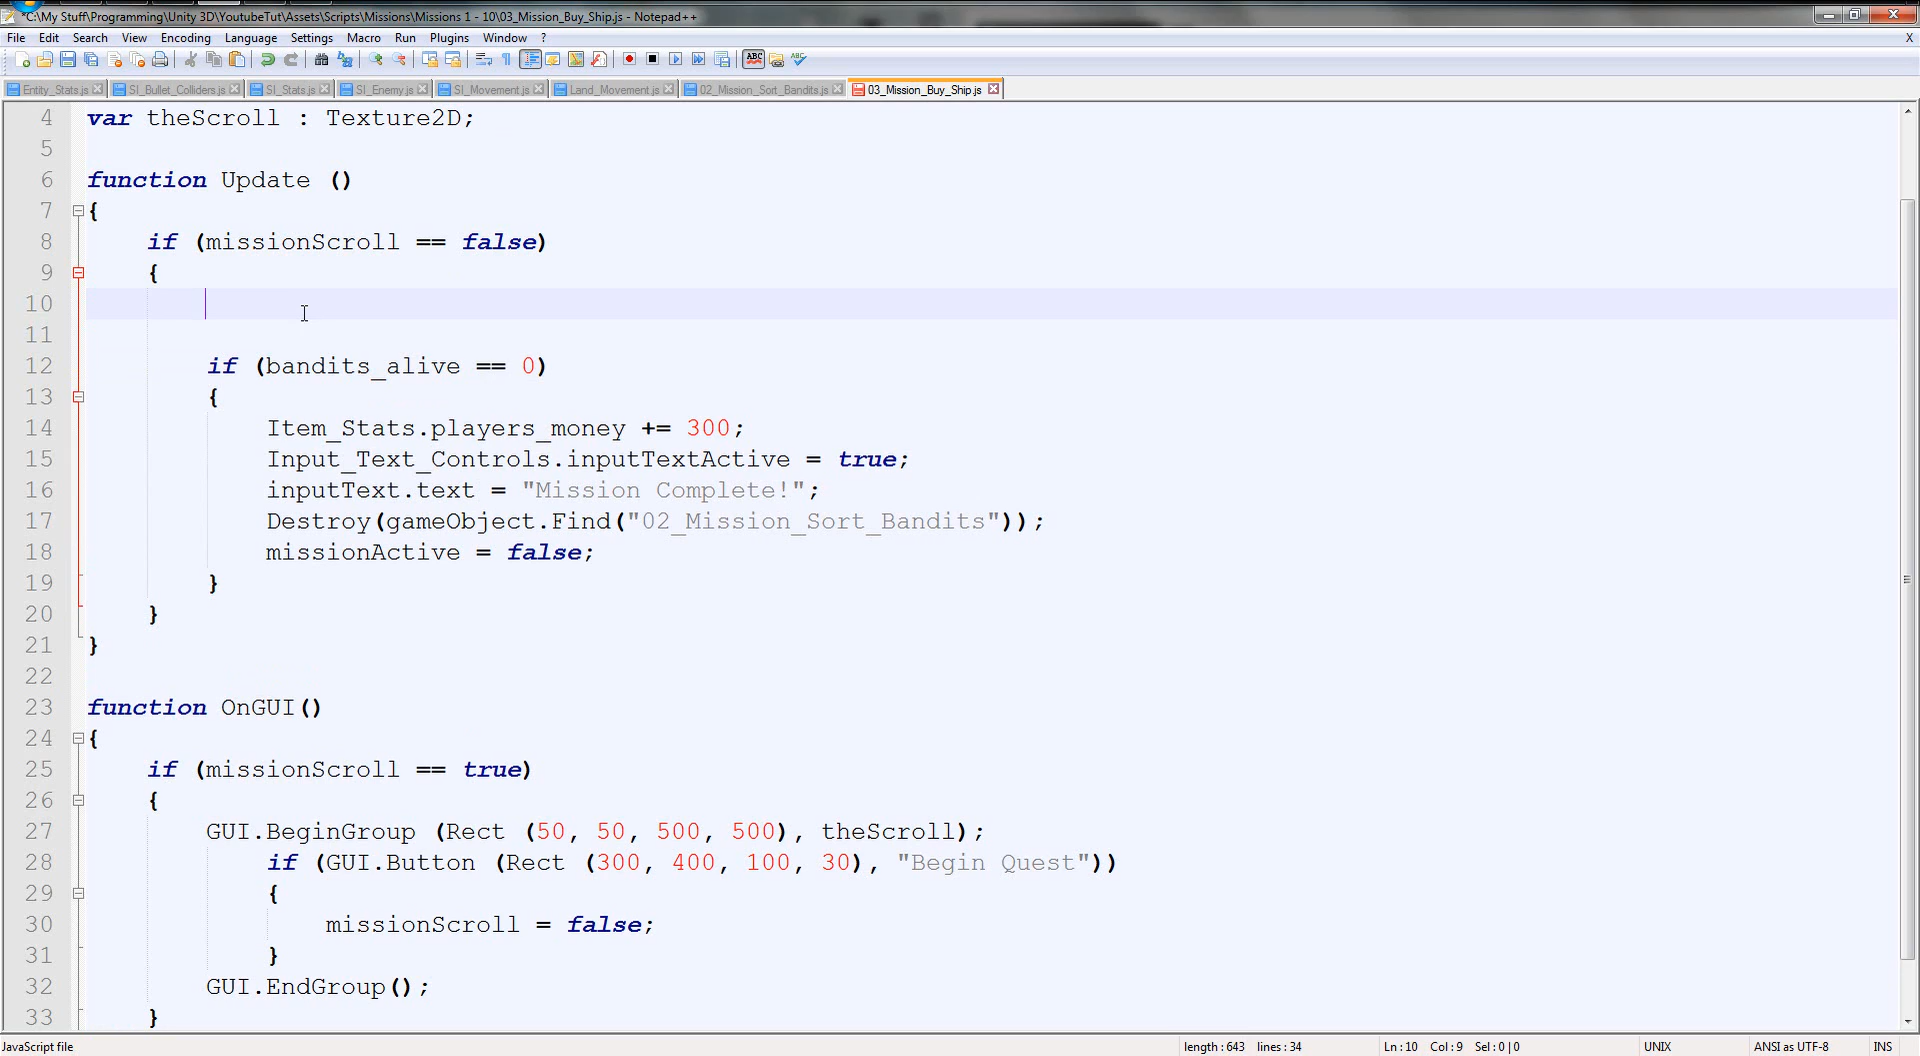 *C:\My Stuff\Programming\Unity 3D\YoutubeTut\Assets\Scripts\Missions\Missions 1 - 10\03_Mission_Buy_Ship.js - Notepad++
File Edit Search View Encoding Language Settings Macro Run Plugins Window ? X
Entity_Stats.js SI_Bullet_Colliders.js SI_Stats.js SI_Enemy.js SI_Movement.js Land_Movement.js 02_Mission_Sort_Bandits.js 03_Mission_Buy_Ship.js
4 var theScroll : Texture2D;
5
6 function Update ()
7 {
8 if (missionScroll == false)
9 {
10
11
12 if (bandits_alive == 0)
13 {
14 Item_Stats.players_money += 300;
15 Input_Text_Controls.inputTextActive = true;
16 inputText.text = "Mission Complete!";
17 Destroy(gameObject.Find("02_Mission_Sort_Bandits"));
18 missionActive = false;
19 }
20 }
21 }
22
23 function OnGUI()
24 {
25 if (missionScroll == true)
26 {
27 GUI.BeginGroup (Rect (50, 50, 500, 500), theScroll);
28 if (GUI.Button (Rect (300, 400, 100, 30), "Begin Quest"))
29 {
30 missionScroll = false;
31 }
32 GUI.EndGroup();
33 }
JavaScript file length : 643 lines : 34 Ln : 10 Col : 9 Sel : 0 | 0 UNIX ANSI as UTF-8 INS